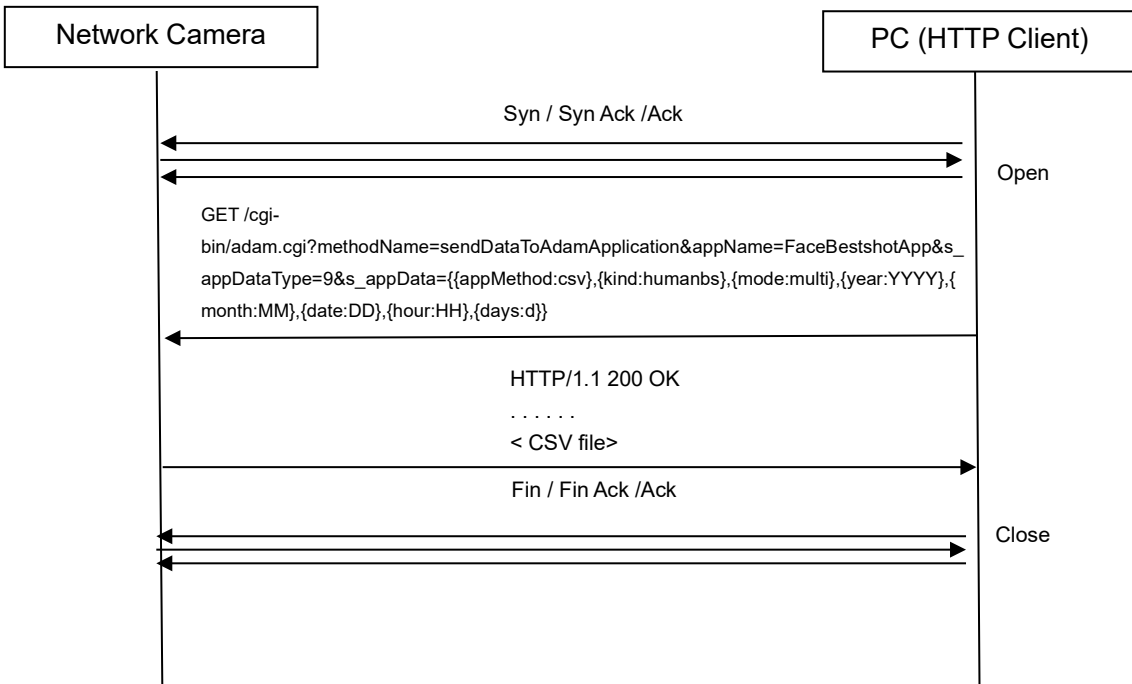 Network Camera
PC (HTTP Client)
Syn / Syn Ack /Ack
Open
GET /cgi-
bin/adam.cgi?methodName=sendDataToAdamApplication&appName=FaceBestshotApp&s_
appDataType=9&s_appData={{appMethod:csv},{kind:humanbs},{mode:multi},{year:YYYY},{
month:MM},{date:DD},{hour:HH},{days:d}}
HTTP/1.1 200 OK
. . . . . .
< CSV file>
Fin / Fin Ack /Ack
Close